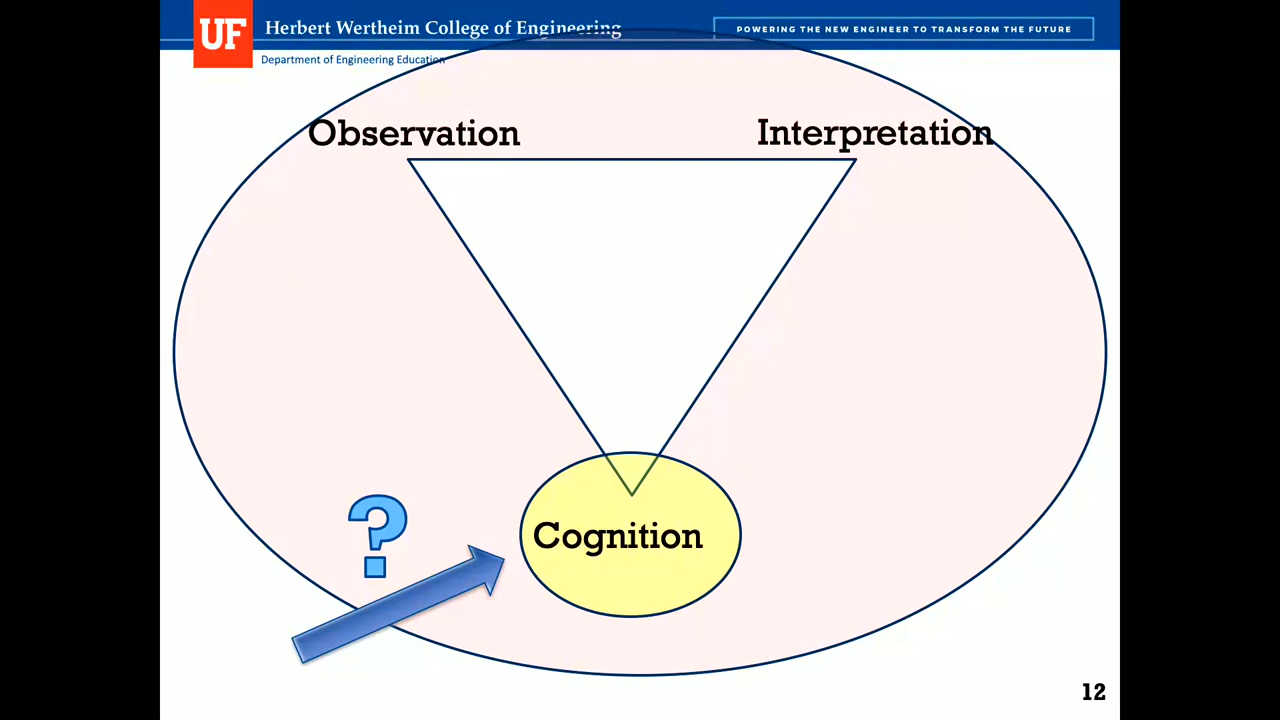 UF
Herbert Wertheim College of Engineering
POWERING THE NEW ENGINEER TO TRANSFORM THE FUTURE
Department of Engineering Education
Observation
Interpretation
?
Cognition
12